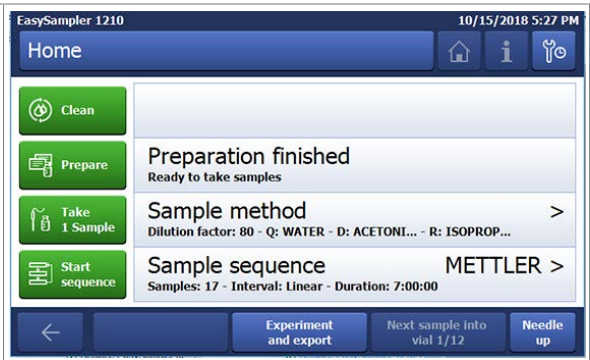 EasySampler 1210 10/15/2018 5:27 PM
Home
Clean
Prepare
Preparation finished
Ready to take samples
Take
1 Sample
Sample method >
Dilution factor: 80 - Q: WATER - D: ACETONI... - R: ISOPROP...
Start
sequence
Sample sequence METTLER >
Samples: 17 - Interval: Linear - Duration: 7:00:00
Experiment
and export
Next sample into
vial 1/12
Needle
up